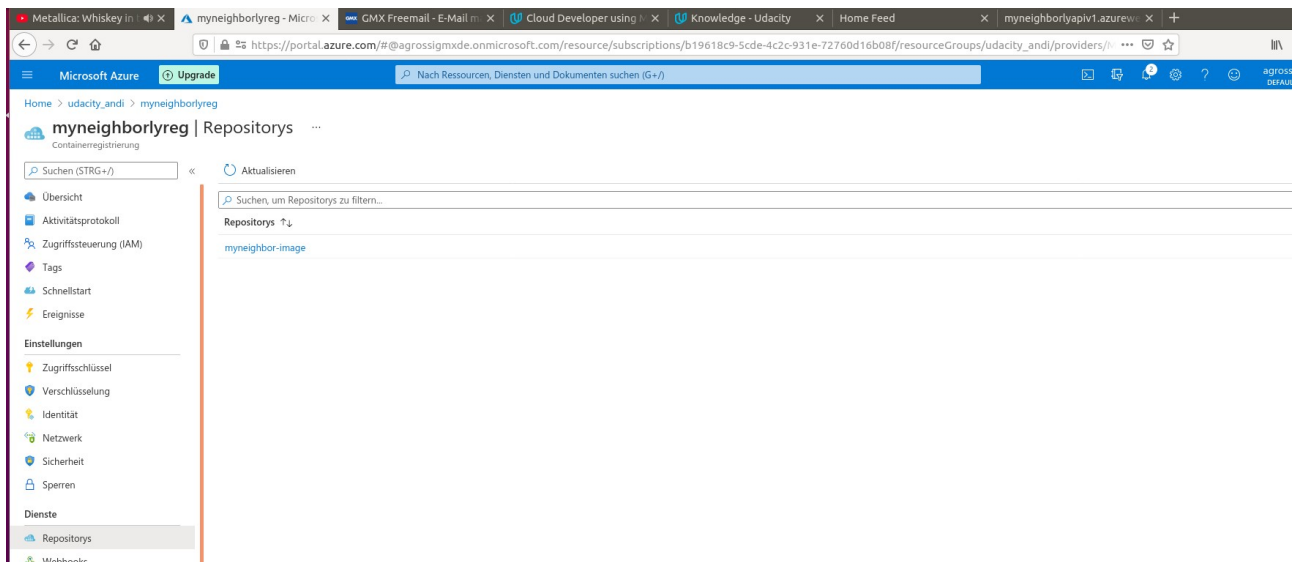 Metallica: Whiskey in t
myneighborlyreg - Micro
GMX Freemail - E-Mail m
Cloud Developer using M
Knowledge - Udacity
Home Feed
myneighborlyapiv1.azurewe
https://portal.azure.com/#@agrossigmxde.onmicrosoft.com/resource/subscriptions/b19618c9-5cde-4c2c-931e-72760d16b08f/resourceGroups/udacity_andi/providers/M
Microsoft Azure
Upgrade
Nach Ressourcen, Diensten und Dokumenten suchen (G+/)
2
agross
DEFAUL
Home > udacity_andi > myneighborlyreg
myneighborlyreg | Repositorys ...
Containerregistrierung
Suchen (STRG+/)
«
Aktualisieren
Übersicht
Suchen, um Repositorys zu filtern...
Aktivitätsprotokoll
Repositorys ↑↓
Zugriffssteuerung (IAM)
myneighbor-image
Tags
Schnellstart
Ereignisse
Einstellungen
Zugriffsschlüssel
Verschlüsselung
Identität
Netzwerk
Sicherheit
Sperren
Dienste
Repositorys
Webhooks